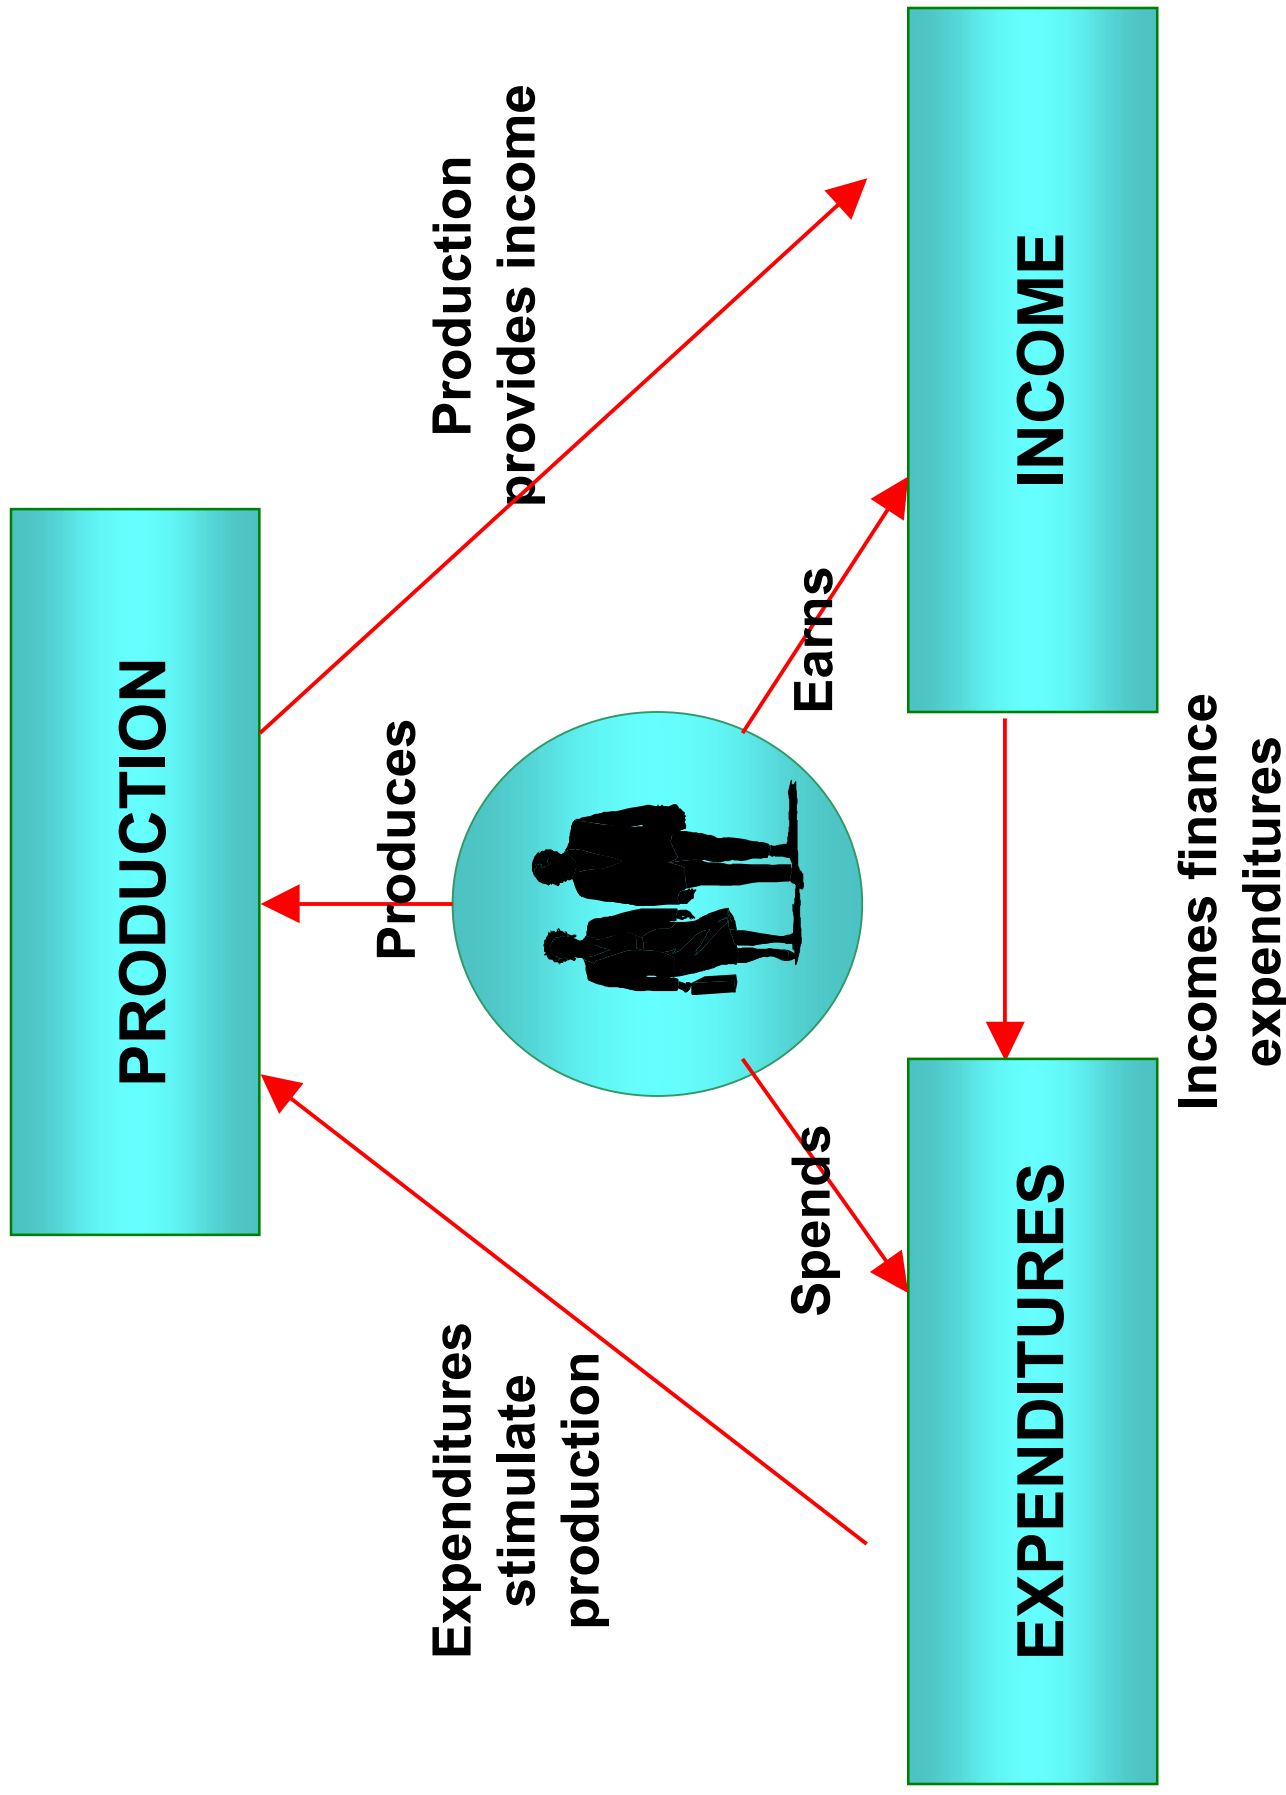 PRODUCTION
Produces
Expenditures
stimulate
production
Production
provides income
Spends
Earns
EXPENDITURES
INCOME
Incomes finance
expenditures